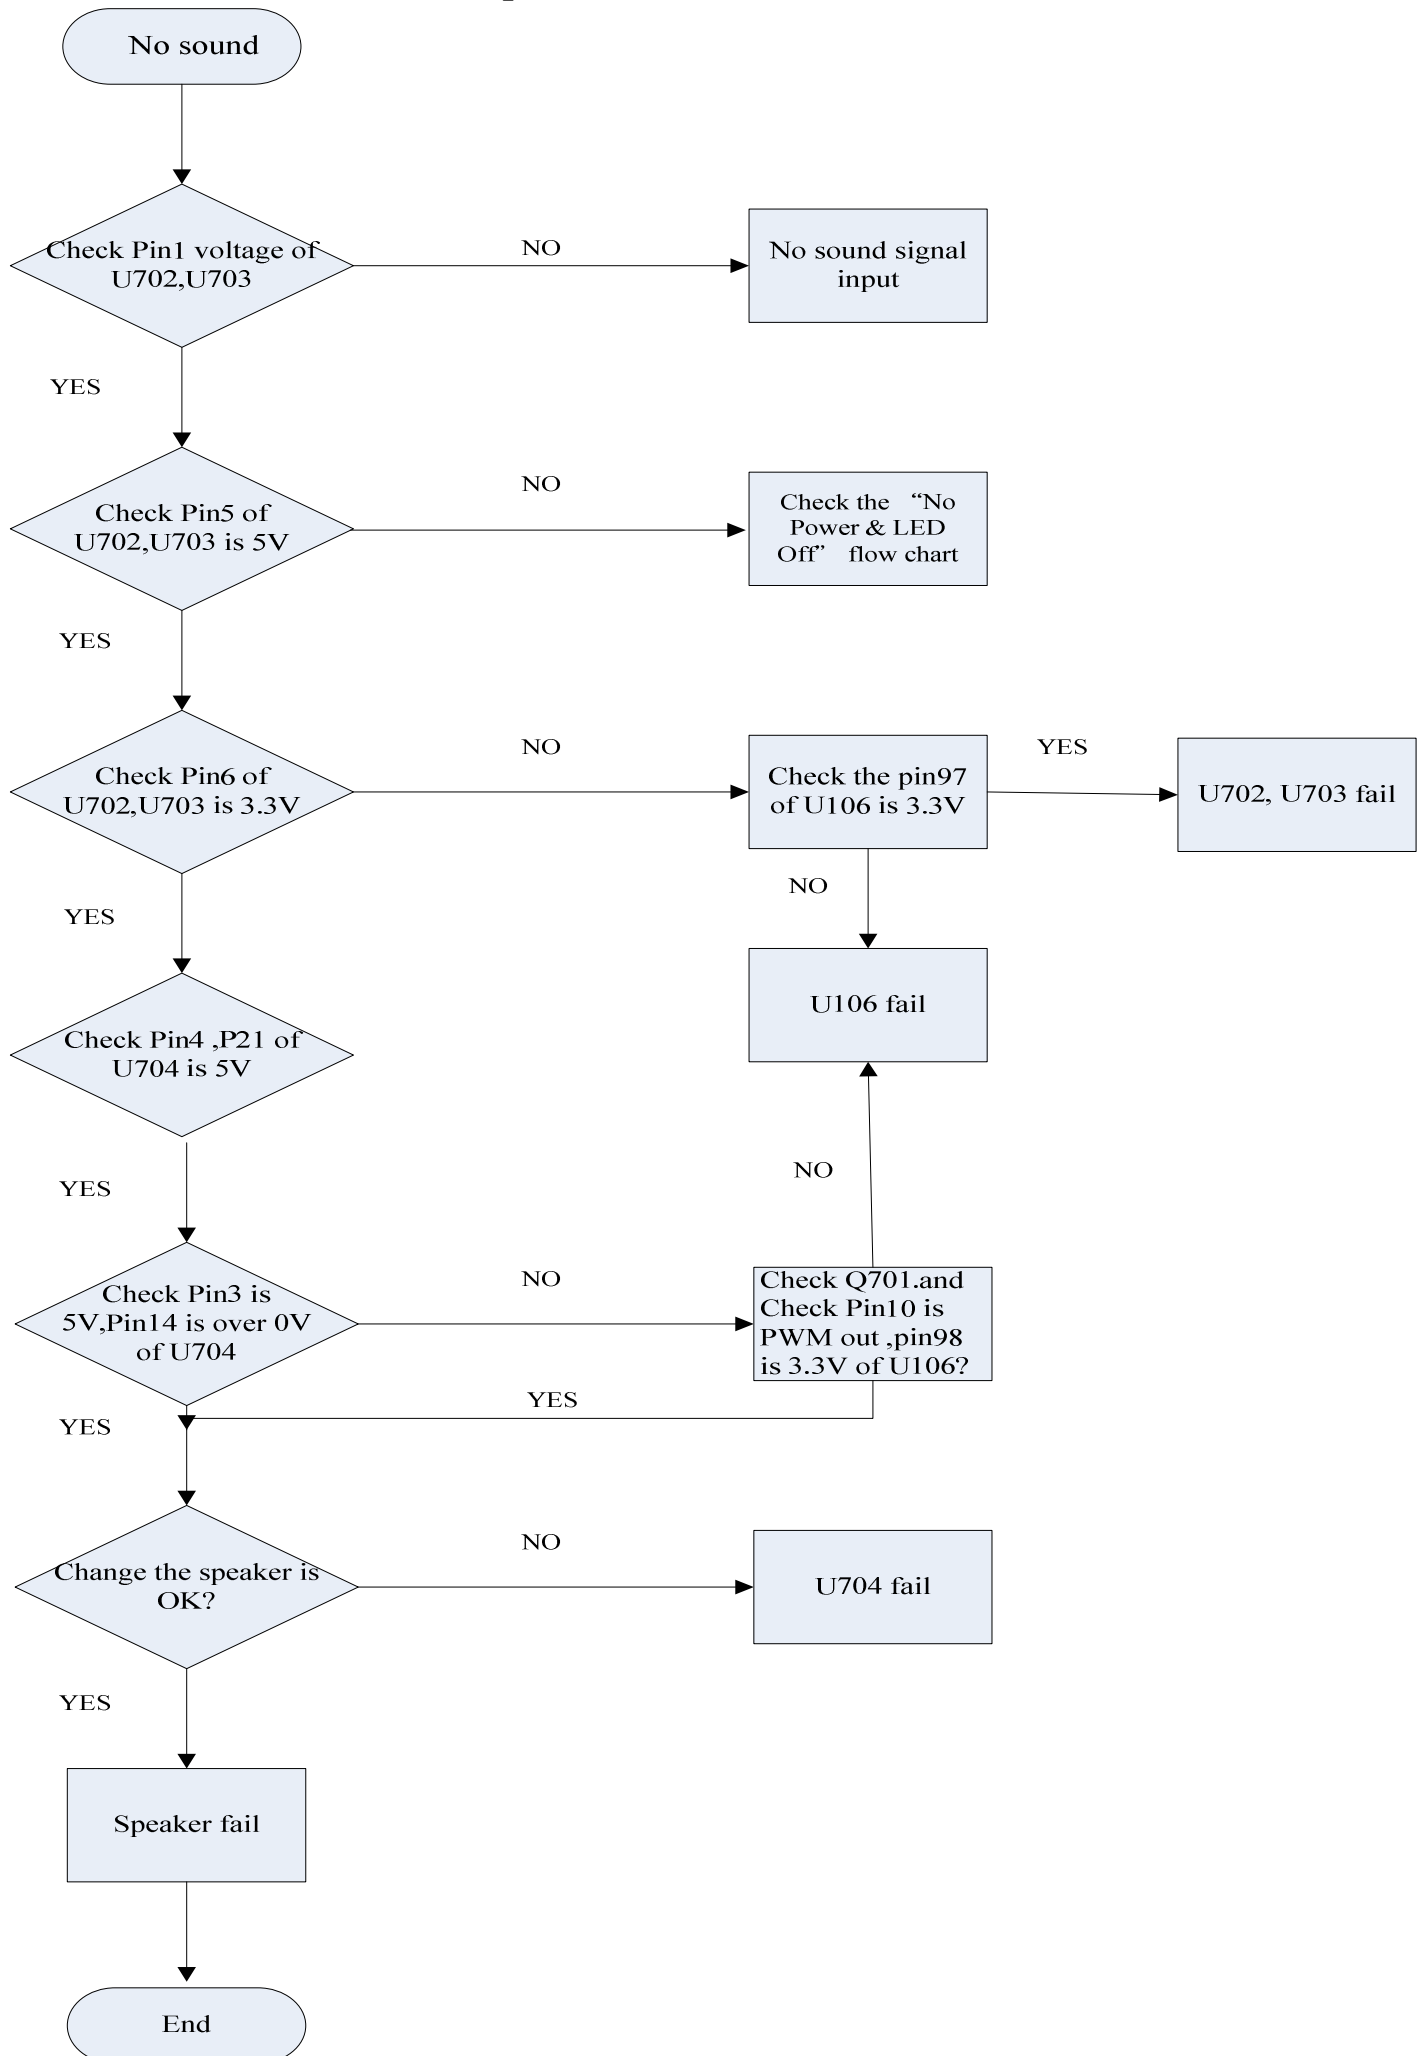 No sound
Check Pin1 voltage of
U702,U703
NO
No sound signal
input
YES
Check Pin5 of
U702,U703 is 5V
NO
Check the “No
Power & LED
Off” flow chart
YES
Check Pin6 of
U702,U703 is 3.3V
NO
Check the pin97
of U106 is 3.3V
YES
U702, U703 fail
NO
YES
U106 fail
Check Pin4 ,P21 of
U704 is 5V
NO
YES
Check Pin3 is
5V,Pin14 is over 0V
of U704
NO
Check Q701.and
Check Pin10 is
PWM out ,pin98
is 3.3V of U106?
YES
YES
Change the speaker is
OK?
NO
U704 fail
YES
Speaker fail
End